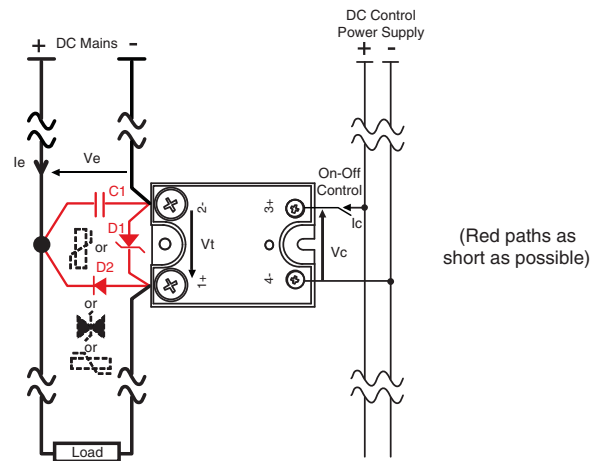 DC Control
Power Supply
+ DC Mains -
+ -
Ie
Ve
C1
On-Off
Control
2-
3+
Ic
D1
or
Vt
Vc
(Red paths as
short as possible)
D2
1+
4-
or
or
Load